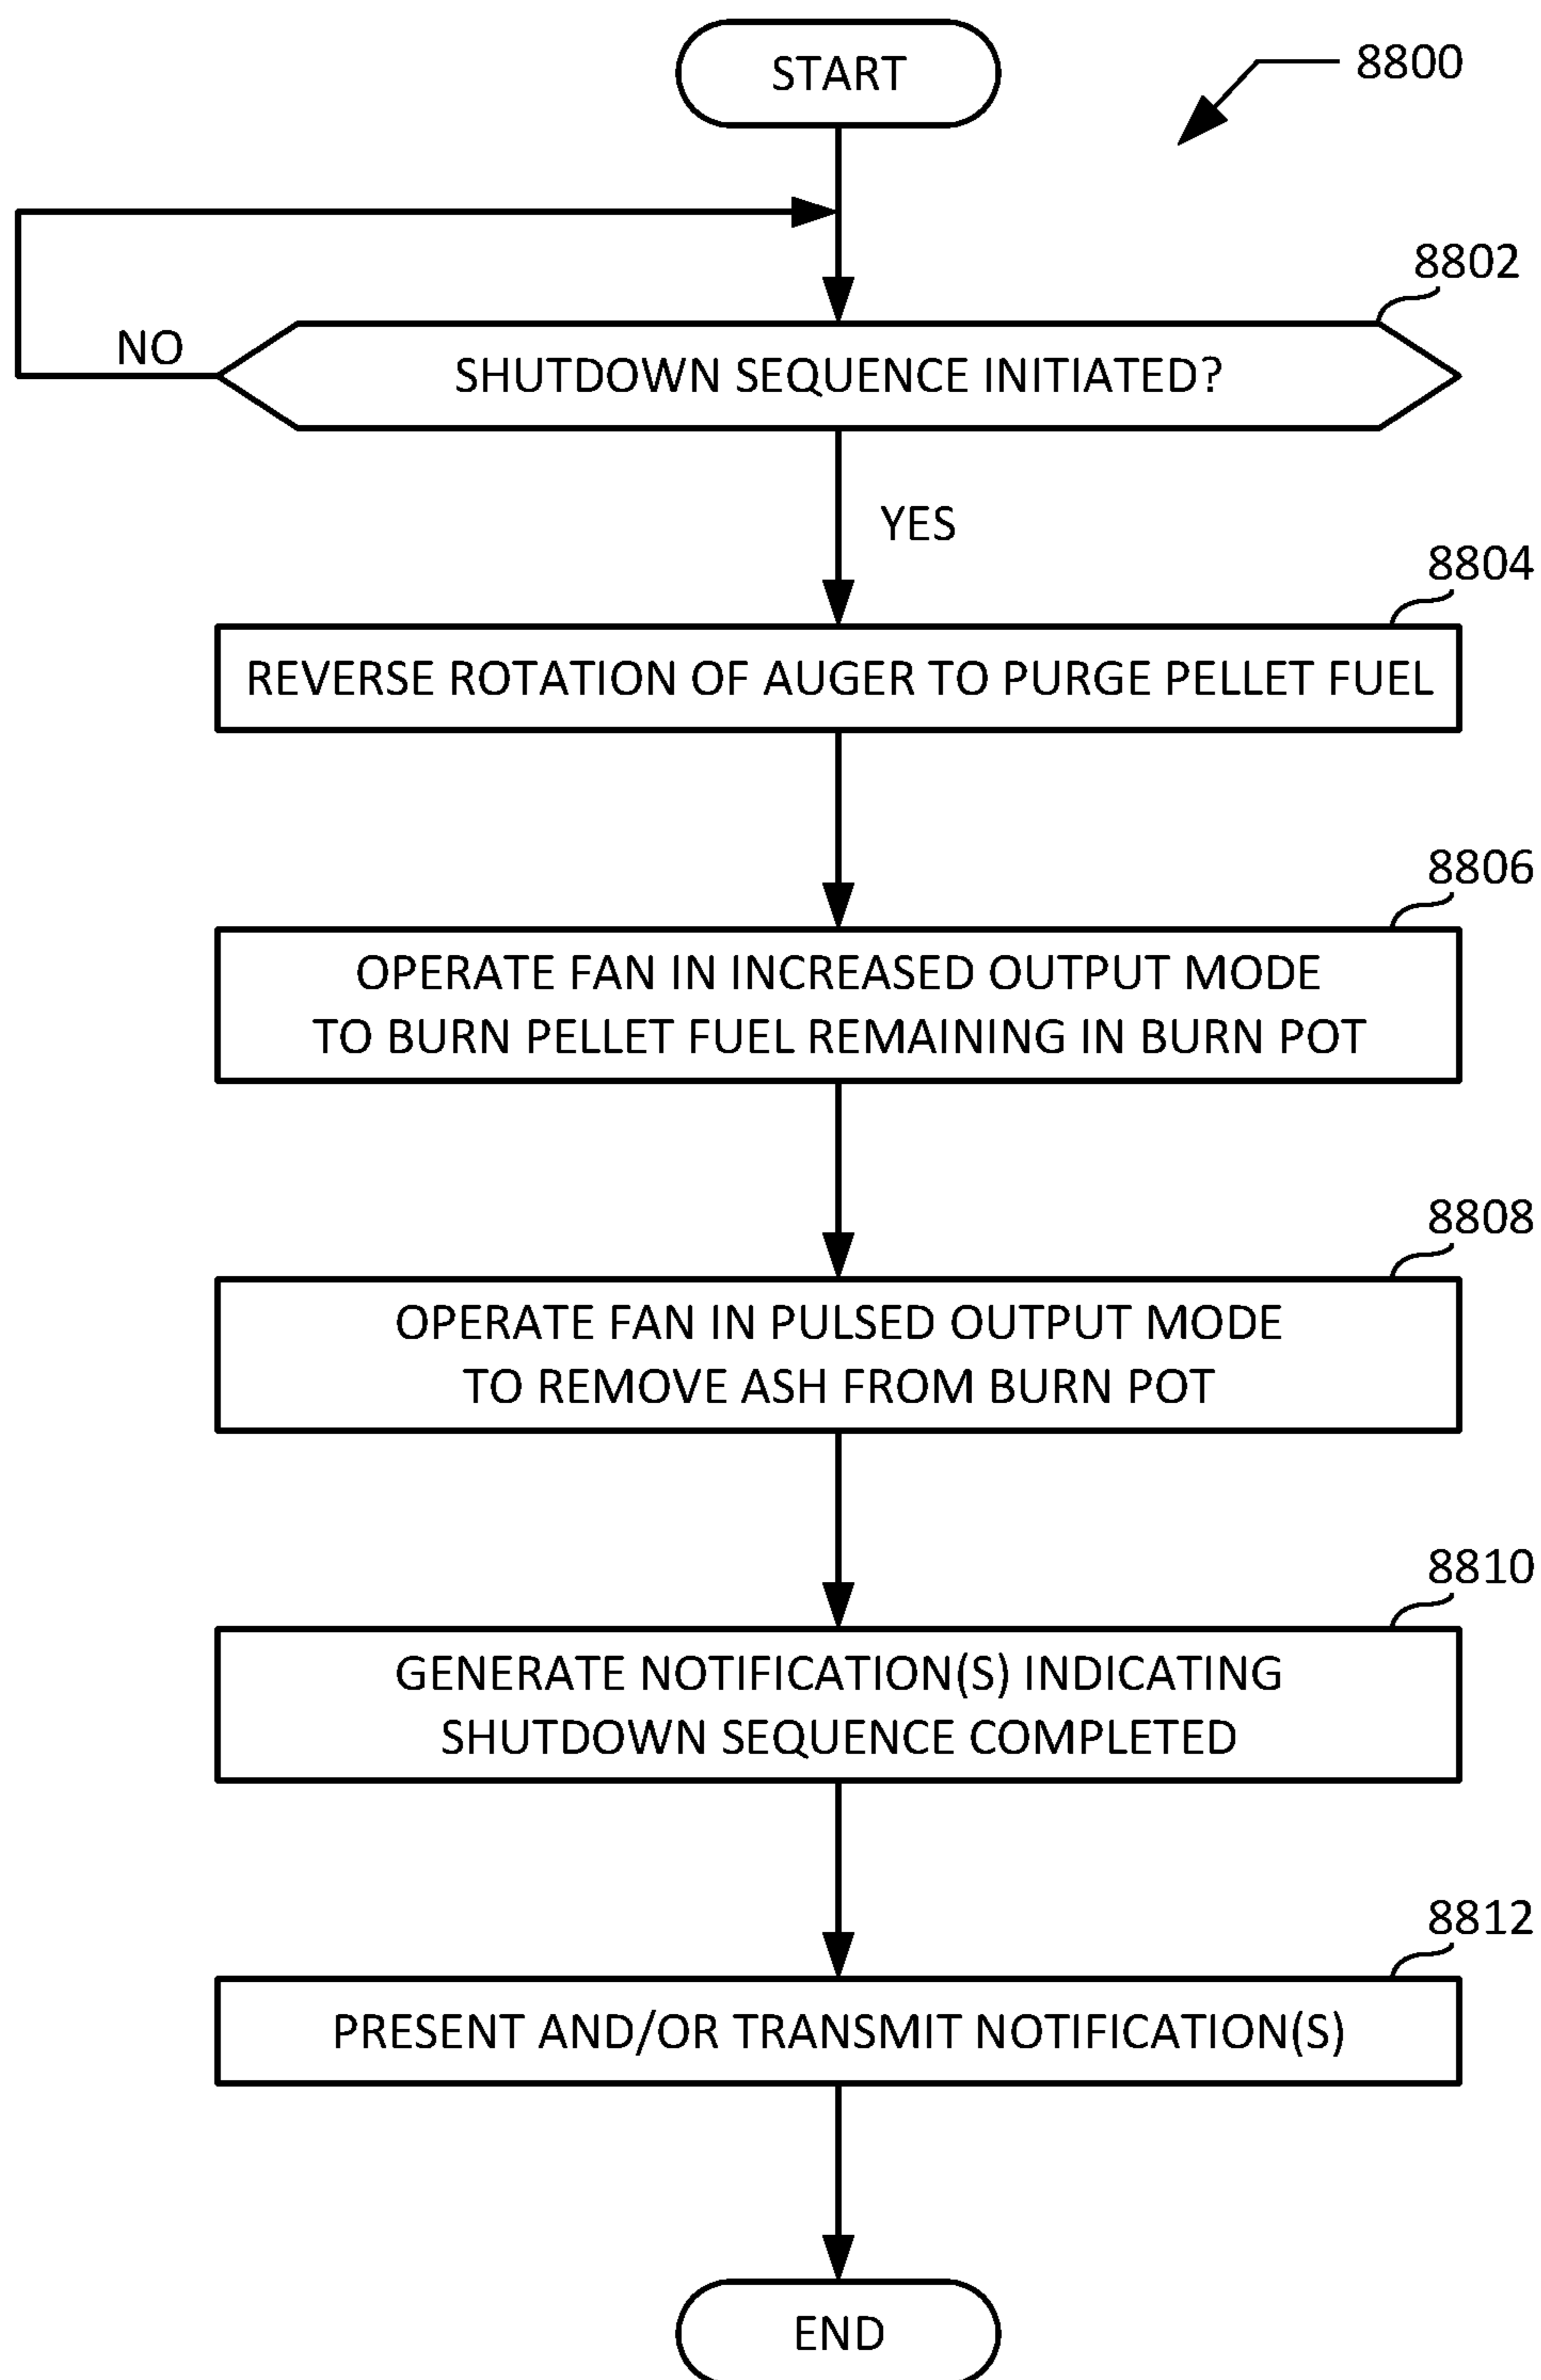 START
8800
8802
NO
SHUTDOWN SEQUENCE INITIATED?
YES
8804
REVERSE ROTATION OF AUGER TO PURGE PELLET FUEL
8806
OPERATE FAN IN INCREASED OUTPUT MODE
TO BURN PELLET FUEL REMAINING IN BURN POT
8808
OPERATE FAN IN PULSED OUTPUT MODE
TO REMOVE ASH FROM BURN POT
8810
GENERATE NOTIFICATION(S) INDICATING
SHUTDOWN SEQUENCE COMPLETED
8812
PRESENT AND/OR TRANSMIT NOTIFICATION(S)
END